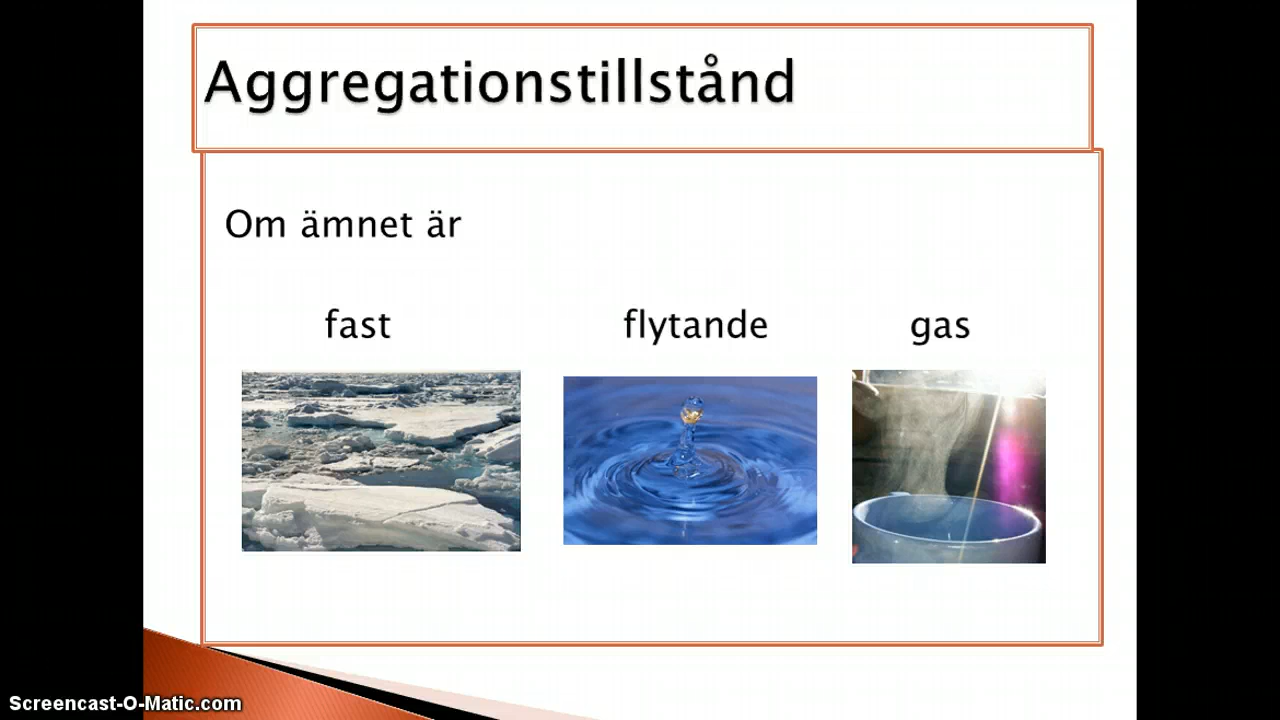 Aggregationstillstånd
Om ämnet är
fast flytande gas
Screencast-O-Matic.com